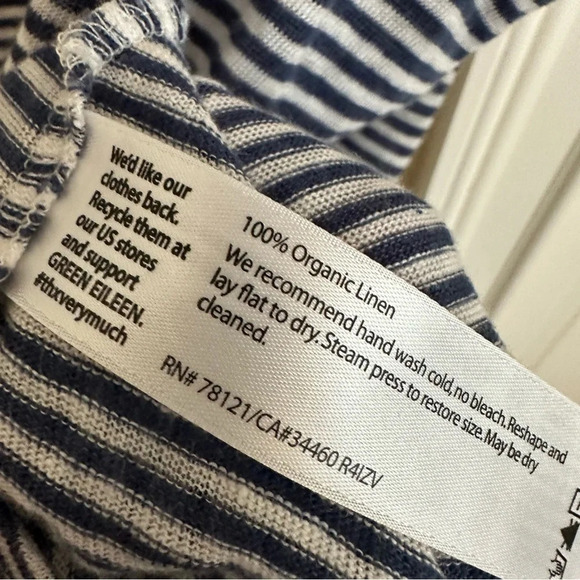 We'd like our
clothes back.
Recycle them at
our US stores
and support
GREEN EILEEN.
#thxverymuch
100% Organic Linen
We recommend hand wash cold, no bleach. Reshape and
lay flat to dry. Steam press to restore size. May be dry
cleaned.
RN# 78121/CA#34460 R4IZV